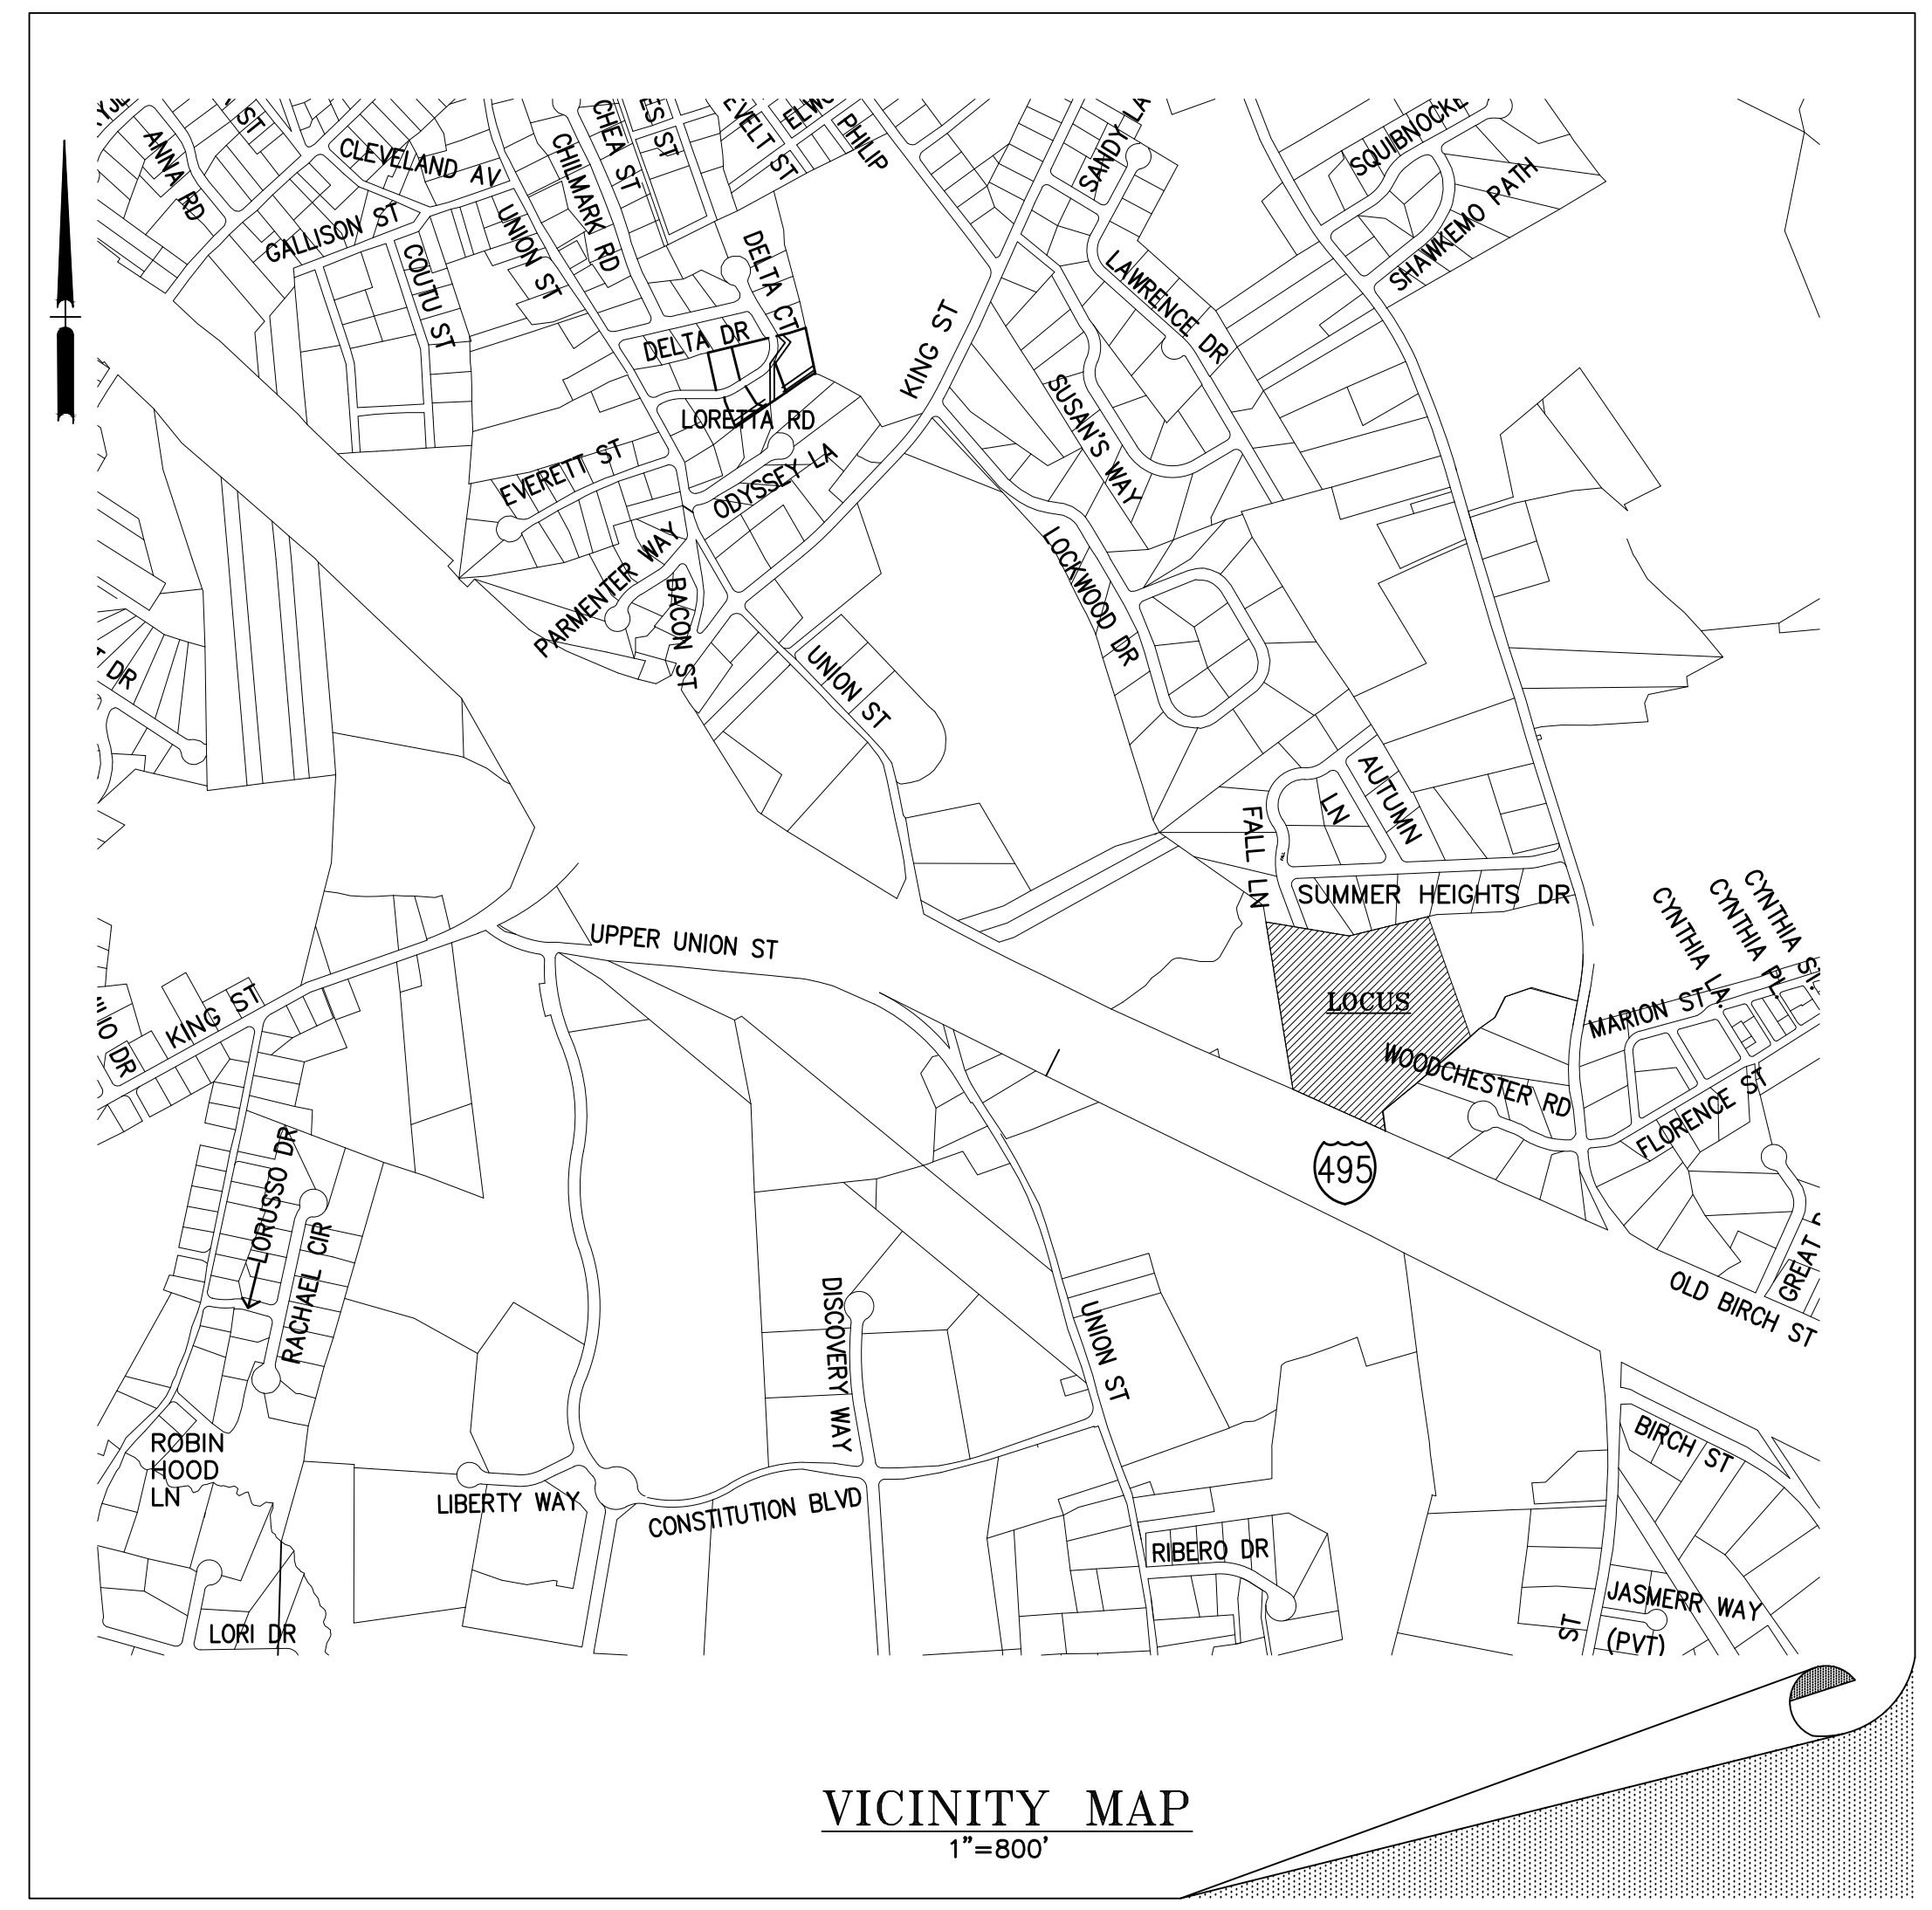 ANNA RD
ST
CLEVELAND AV
GALLISON ST
COUTU ST
UNION ST
CHILMARK RD
CHEA ST
ES ST
EVELT ST
PHILIP
SANDY LA
SQUIBNOCKE
SHAWKEMO PATH
DELTA CT
DELTA DR
LAWRENCE DR
KING ST
LORETTA RD
SUSAN'S WAY
EVERETT ST
ODYSSEY LA
PARMENTER WAY
BACON ST
LOCKWOOD DR
DR
UNION ST
AUTUMN
LN
FALL LN
SUMMER HEIGHTS DR
UPPER UNION ST
CYNTHIA LA.
CYNTHIA PL.
CYNTHIA
LOCUS
KING ST
DR
MARION ST
WOODCHESTER RD
FLORENCE ST
495
LORUSSO DR
RACHAEL CIR
DISCOVERY WAY
UNION ST
GREAT
OLD BIRCH ST
ROBIN
HOOD
LN
BIRCH ST
LIBERTY WAY
CONSTITUTION BLVD
RIBERO DR
JASMERR WAY
(PVT)
ST
LORI DR
VICINITY MAP
1"=800'